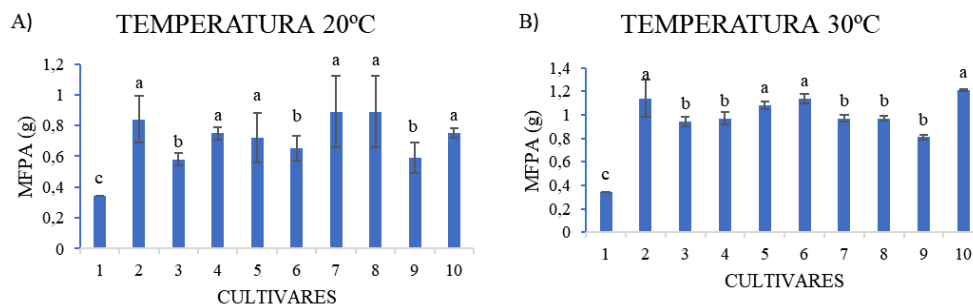 A) TEMPERATURA 20ºC
MFPA (g)
1,2
1
0,8
0,6
0,4
0,2
0
c a b a a b a a b a
1 2 3 4 5 6 7 8 9 10
CULTIVARES
B) TEMPERATURA 30ºC
MFPA (g)
1,4
1,2
1
0,8
0,6
0,4
0,2
0
c a b b a a b b b a
1 2 3 4 5 6 7 8 9 10
CULTIVARES